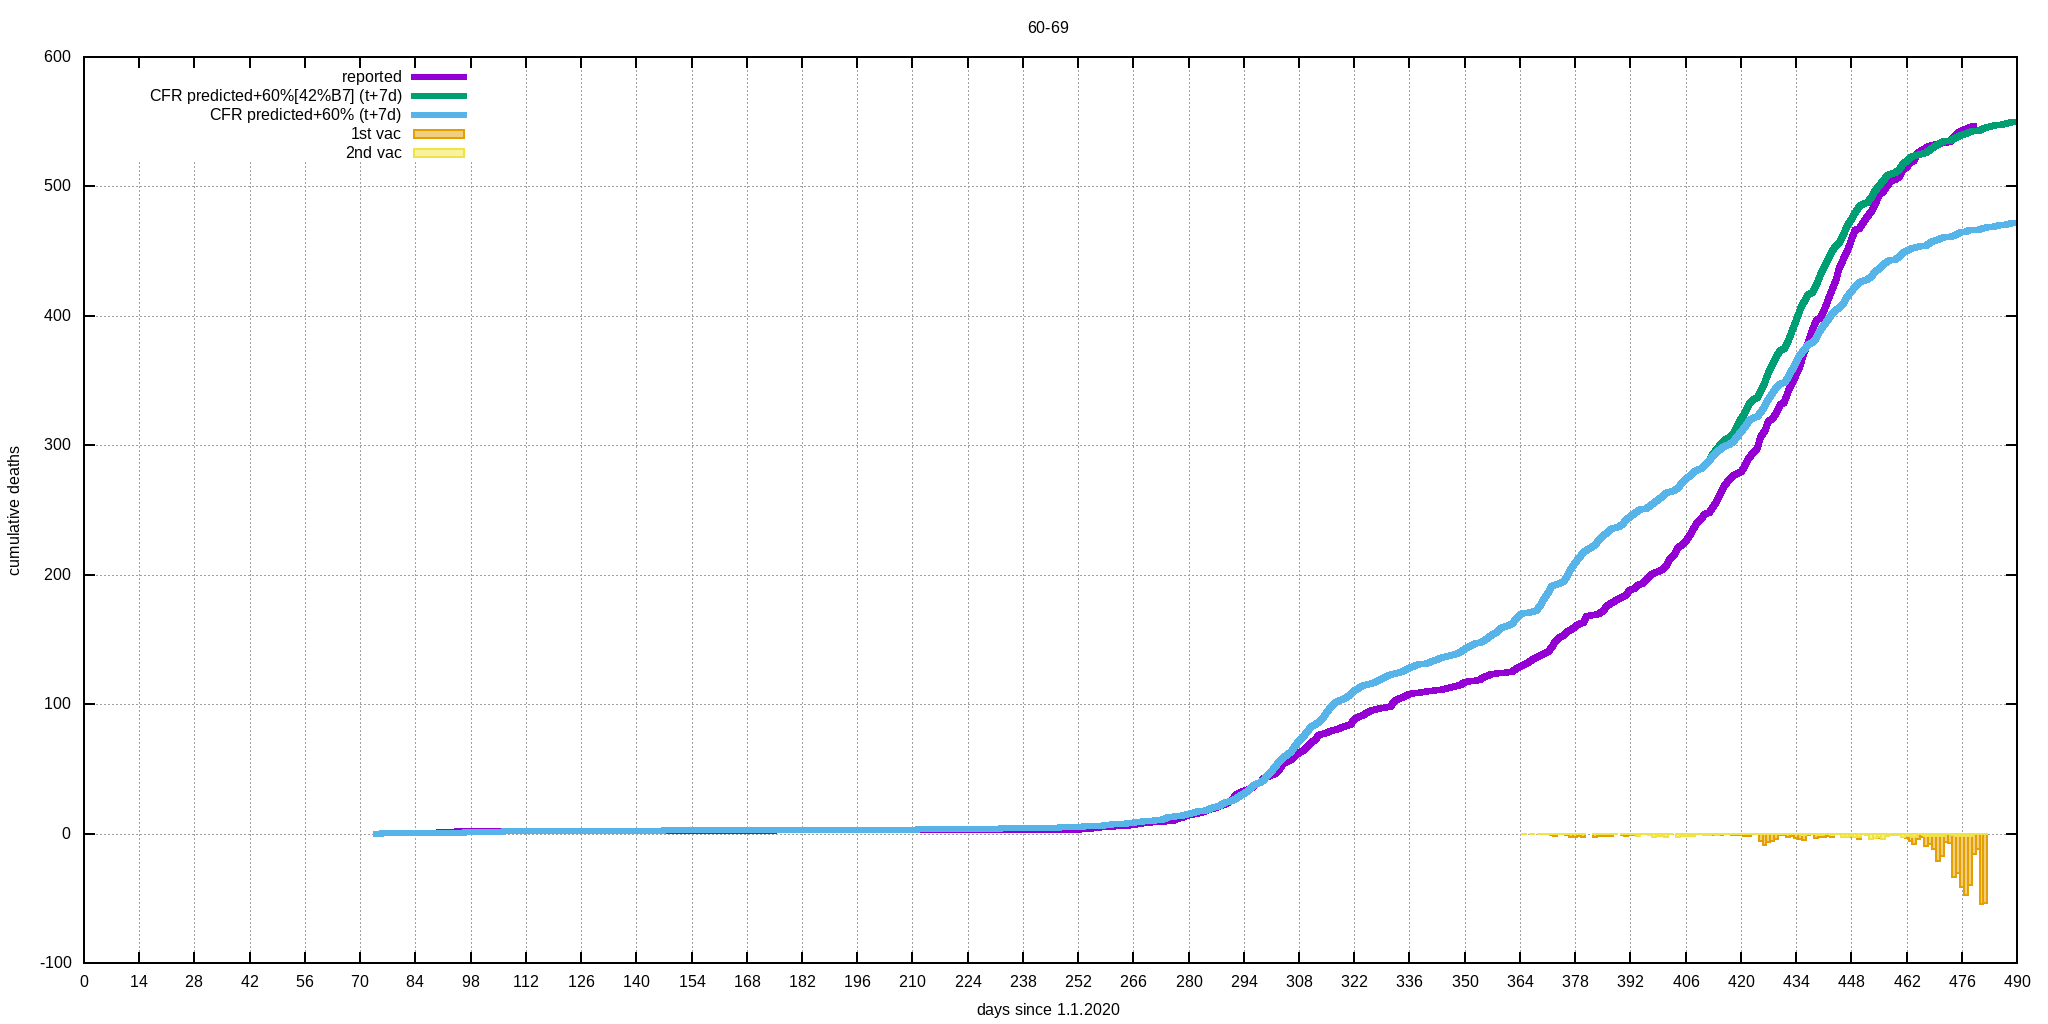 60-69
600
500
400
300
200
100
0
-100
cumulative deaths
reported
CFR predicted+60%[42%B7] (t+7d)
CFR predicted+60% (t+7d)
1st vac
2nd vac
0 14 28 42 56 70 84 98 112 126 140 154 168 182 196 210 224 238 252 266 280 294 308 322 336 350 364 378 392 406 420 434 448 462 476 490
days since 1.1.2020